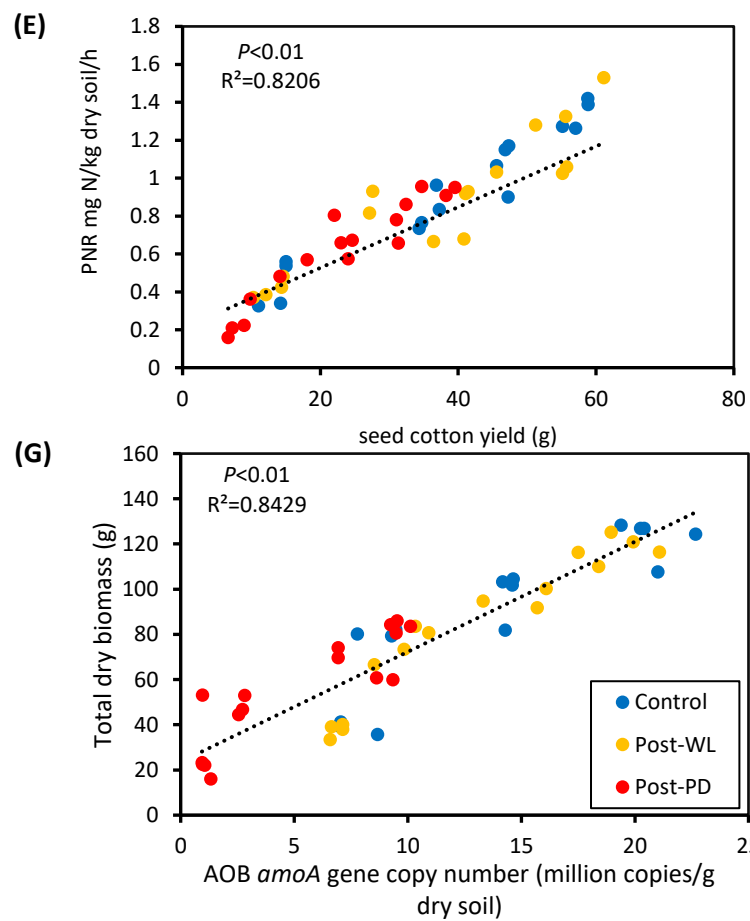 (E)
P<0.01
R²=0.8206
PNR mg N/kg dry soil/h
1.8
1.6
1.4
1.2
1
0.8
0.6
0.4
0.2
0
0 20 40 60 80
seed cotton yield (g)
(G)
P<0.01
R²=0.8429
Total dry biomass (g)
160
140
120
100
80
60
40
20
0
Control
Post-WL
Post-PD
0 5 10 15 20
AOB amoA gene copy number (million copies/g
dry soil)